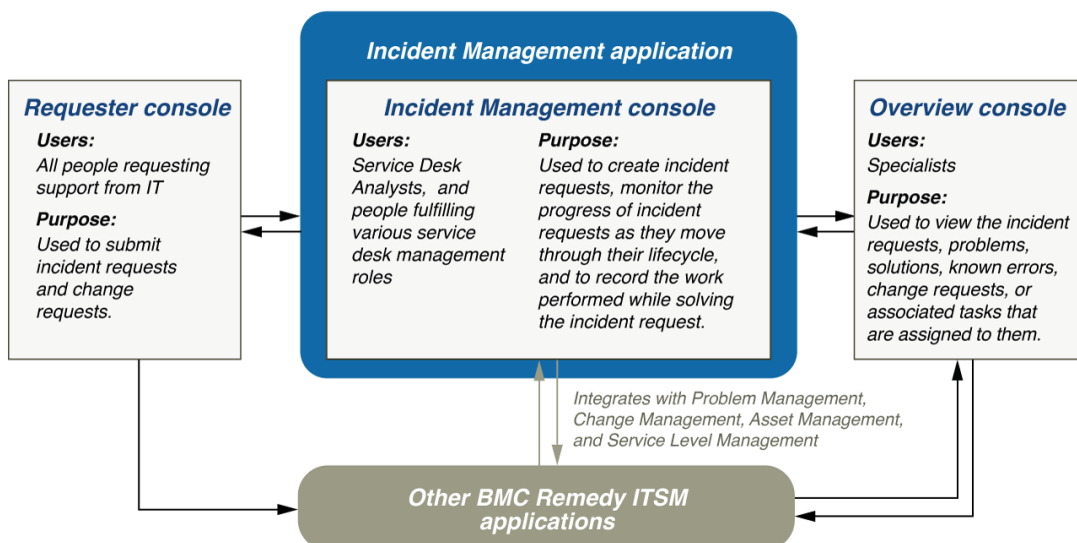 Incident Management application
Requester console
Users:
All people requesting
support from IT
Purpose:
Used to submit
incident requests
and change
requests.
Incident Management console
Users:
Service Desk
Analysts, and
people fulfilling
various service
desk management
roles
Purpose:
Used to create incident
requests, monitor the
progress of incident
requests as they move
through their lifecycle,
and to record the work
performed while solving
the incident request.
Overview console
Users:
Specialists
Purpose:
Used to view the incident
requests, problems,
solutions, known errors,
change requests, or
associated tasks that
are assigned to them.
Integrates with Problem Management,
Change Management, Asset Management,
and Service Level Management
Other BMC Remedy ITSM
applications